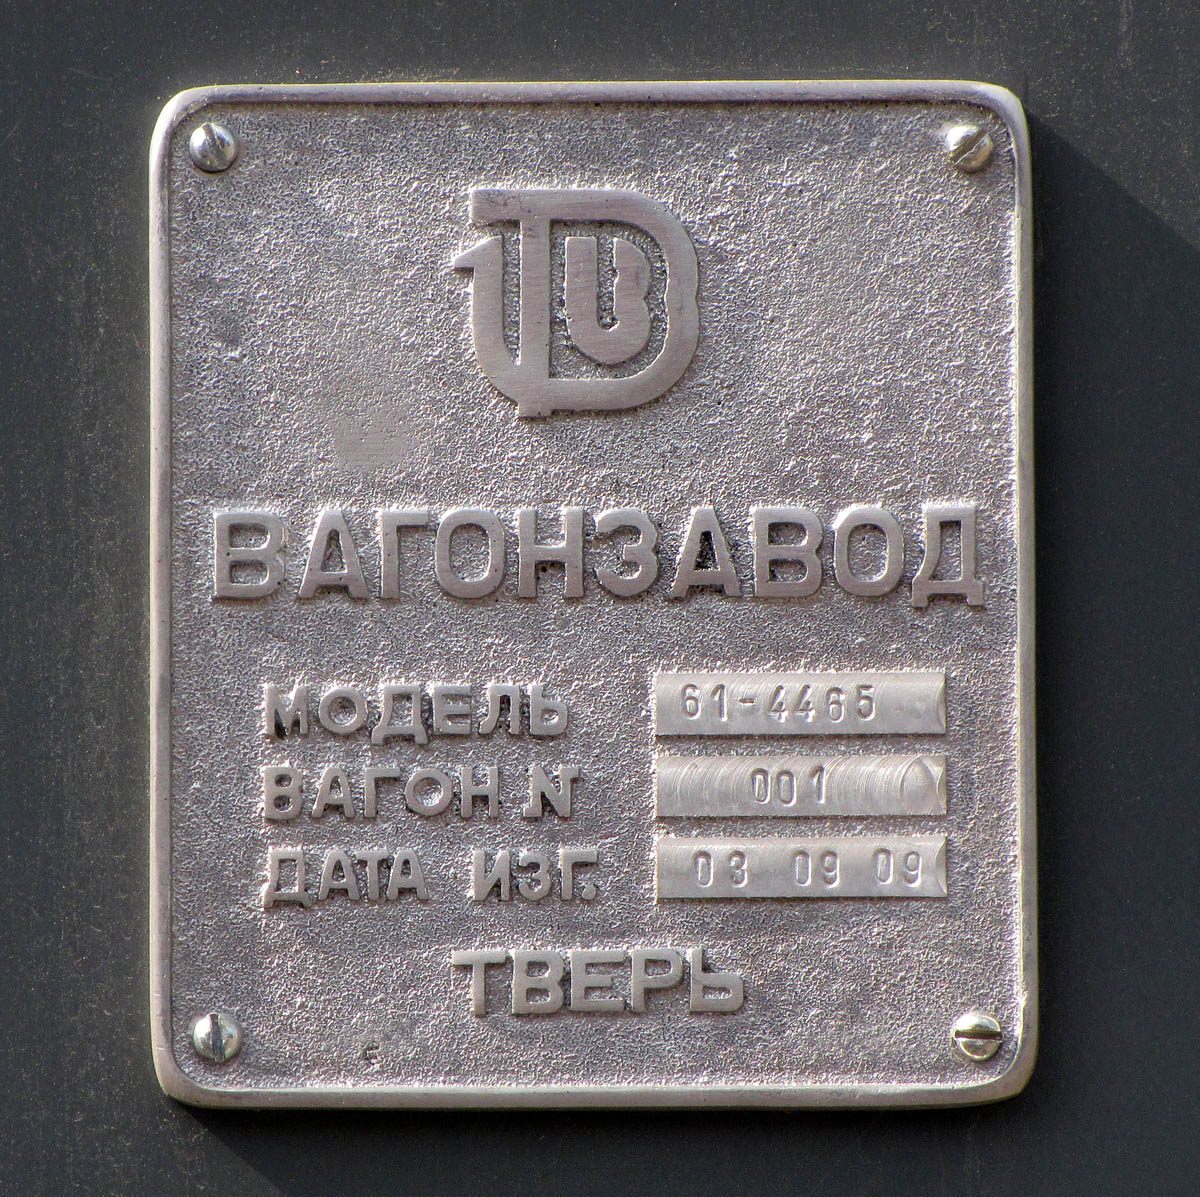 ВАГОНЗАВОД
МОДЕЛЬ 61-4465
ВАГОН N 001
ДАТА ИЗГ. 03 09 09
ТВЕРЬ